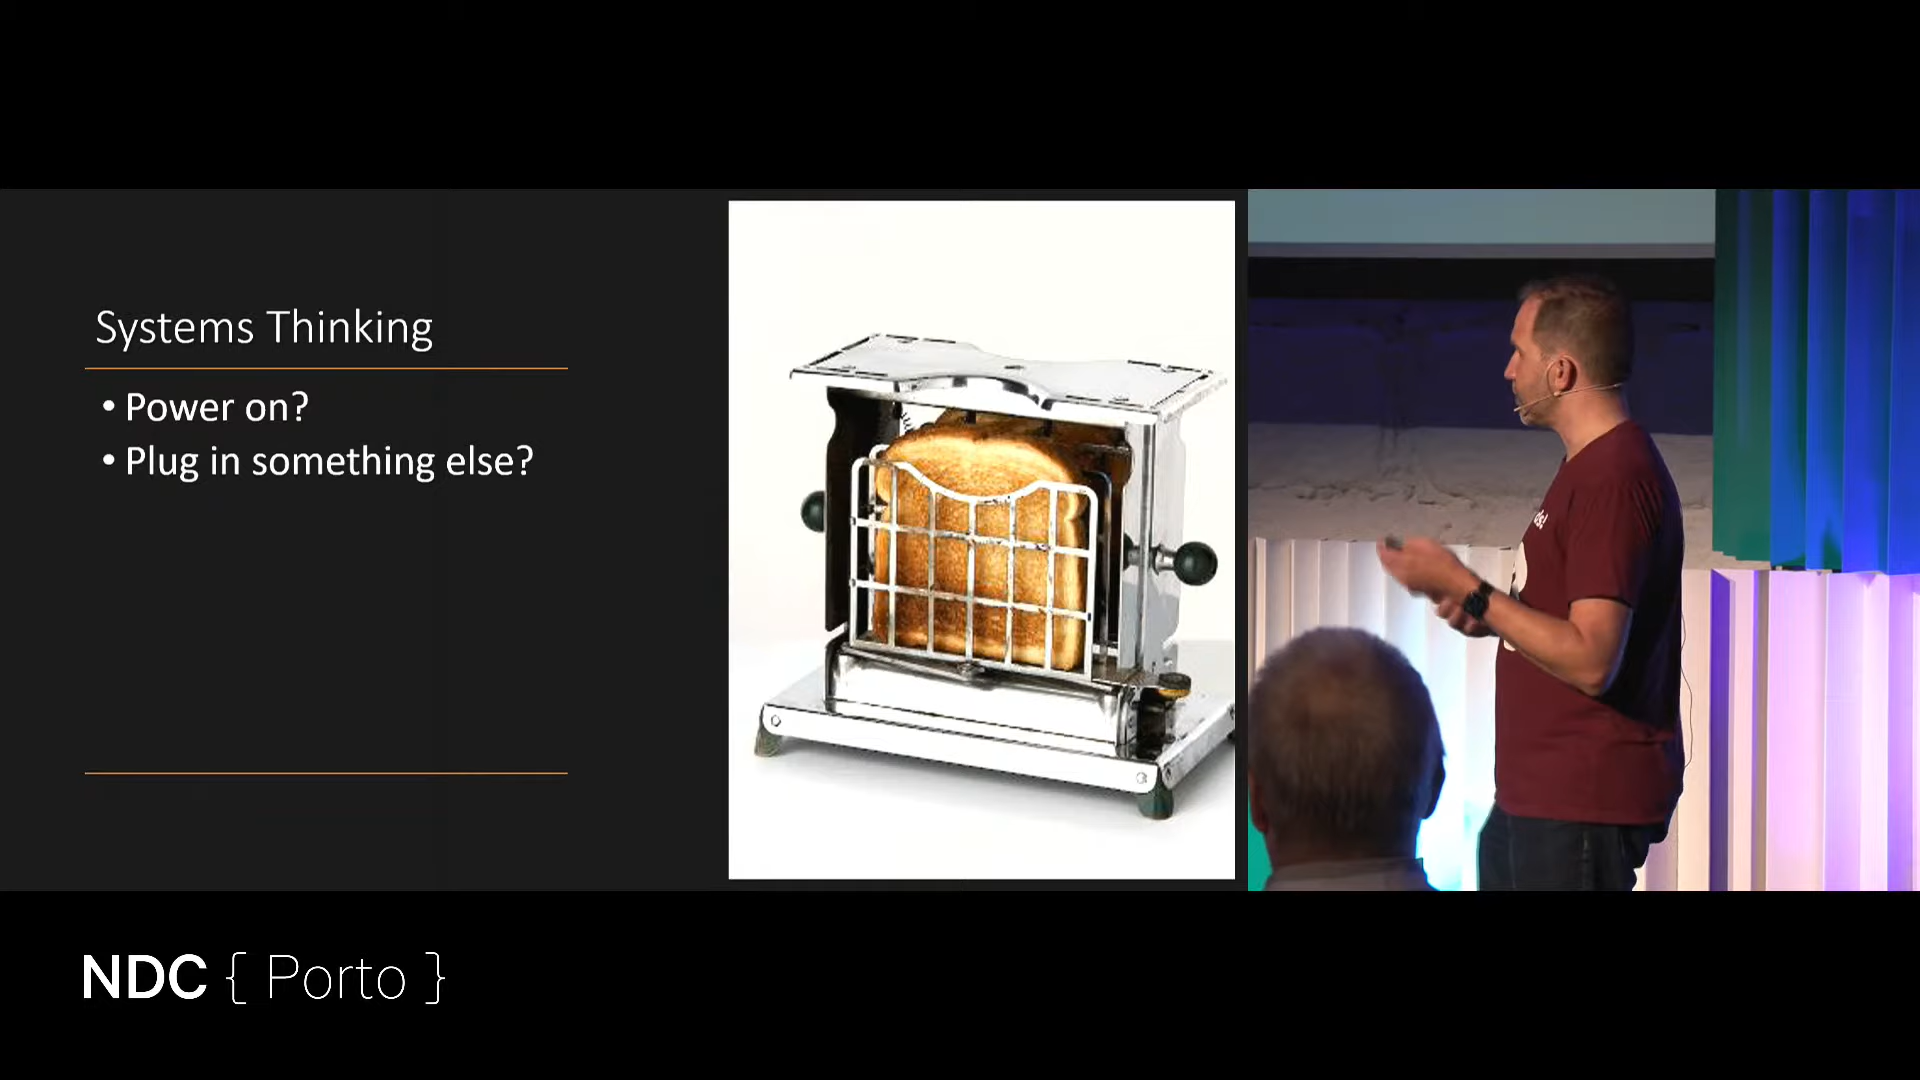 Systems Thinking
• Power on?
• Plug in something else?
NDC { Porto }